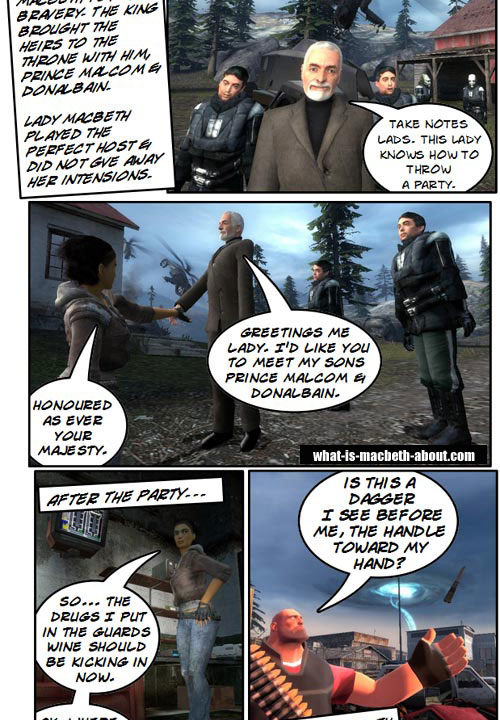 BRAVERY. THE KING
BROUGHT THE
HEIRS TO THE
THRONE WITH HIM,
PRINCE MALCOM &
DONALBAIN.
LADY MACBETH
PLAYED THE
PERFECT HOST &
DID NOT GVE AWAY
HER INTENSIONS.
TAKE NOTES
LADS. THIS LADY
KNOWS HOW TO
THROW
A PARTY.
GREETINGS ME
LADY. I'D LIKE YOU
TO MEET MY SONS
PRINCE MALCOM &
DONALBAIN.
HONOURED
AS EVER
YOUR
MAJESTY.
what-is-macbeth-about.com
AFTER THE PARTY...
SO... THE
DRUGS I PUT
IN THE GUARDS
WINE SHOULD
BE KICKING IN
NOW.
IS THIS A
DAGGER
I SEE BEFORE
ME, THE HANDLE
TOWARD MY
HAND?